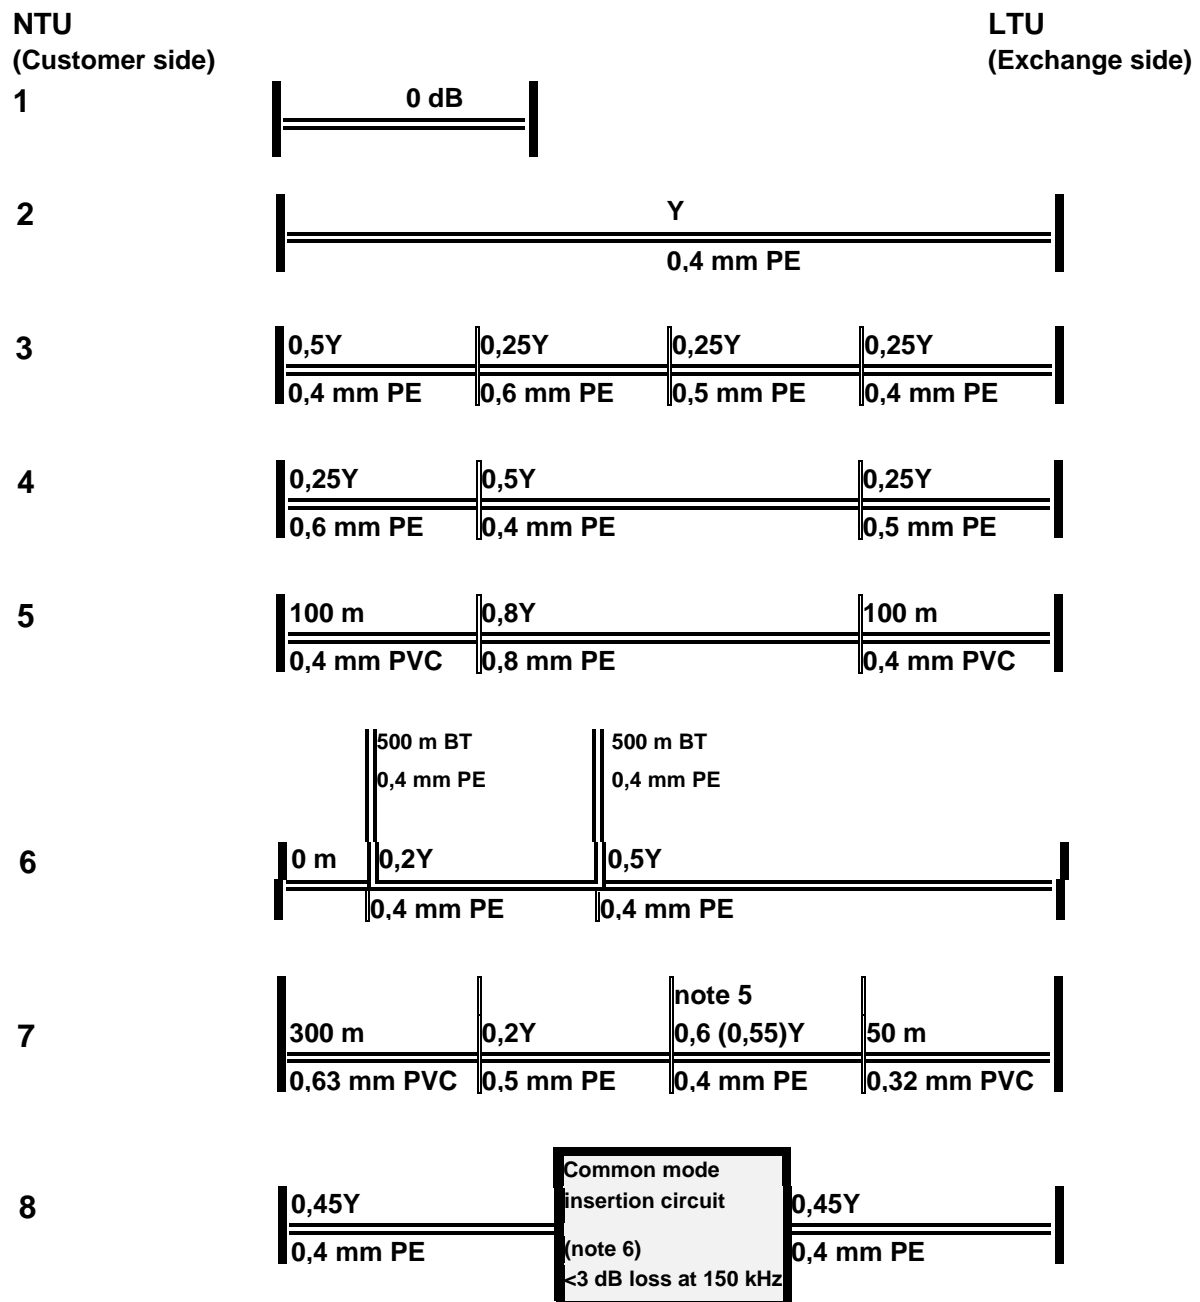 NTU
(Customer side)
LTU
(Exchange side)
1
0 dB
2
Y
0,4 mm PE
3
0,5Y 0,25Y 0,25Y 0,25Y
0,4 mm PE 0,6 mm PE 0,5 mm PE 0,4 mm PE
4
0,25Y 0,5Y 0,25Y
0,6 mm PE 0,4 mm PE 0,5 mm PE
5
100 m 0,8Y 100 m
0,4 mm PVC 0,8 mm PE 0,4 mm PVC
500 m BT 500 m BT
0,4 mm PE 0,4 mm PE
6
0 m 0,2Y 0,5Y
0,4 mm PE 0,4 mm PE
note 5
7
300 m 0,2Y 0,6 (0,55)Y 50 m
0,63 mm PVC 0,5 mm PE 0,4 mm PE 0,32 mm PVC
8
0,45Y
0,4 mm PE
Common mode
insertion circuit
(note 6)
<3 dB loss at 150 kHz
0,45Y
0,4 mm PE